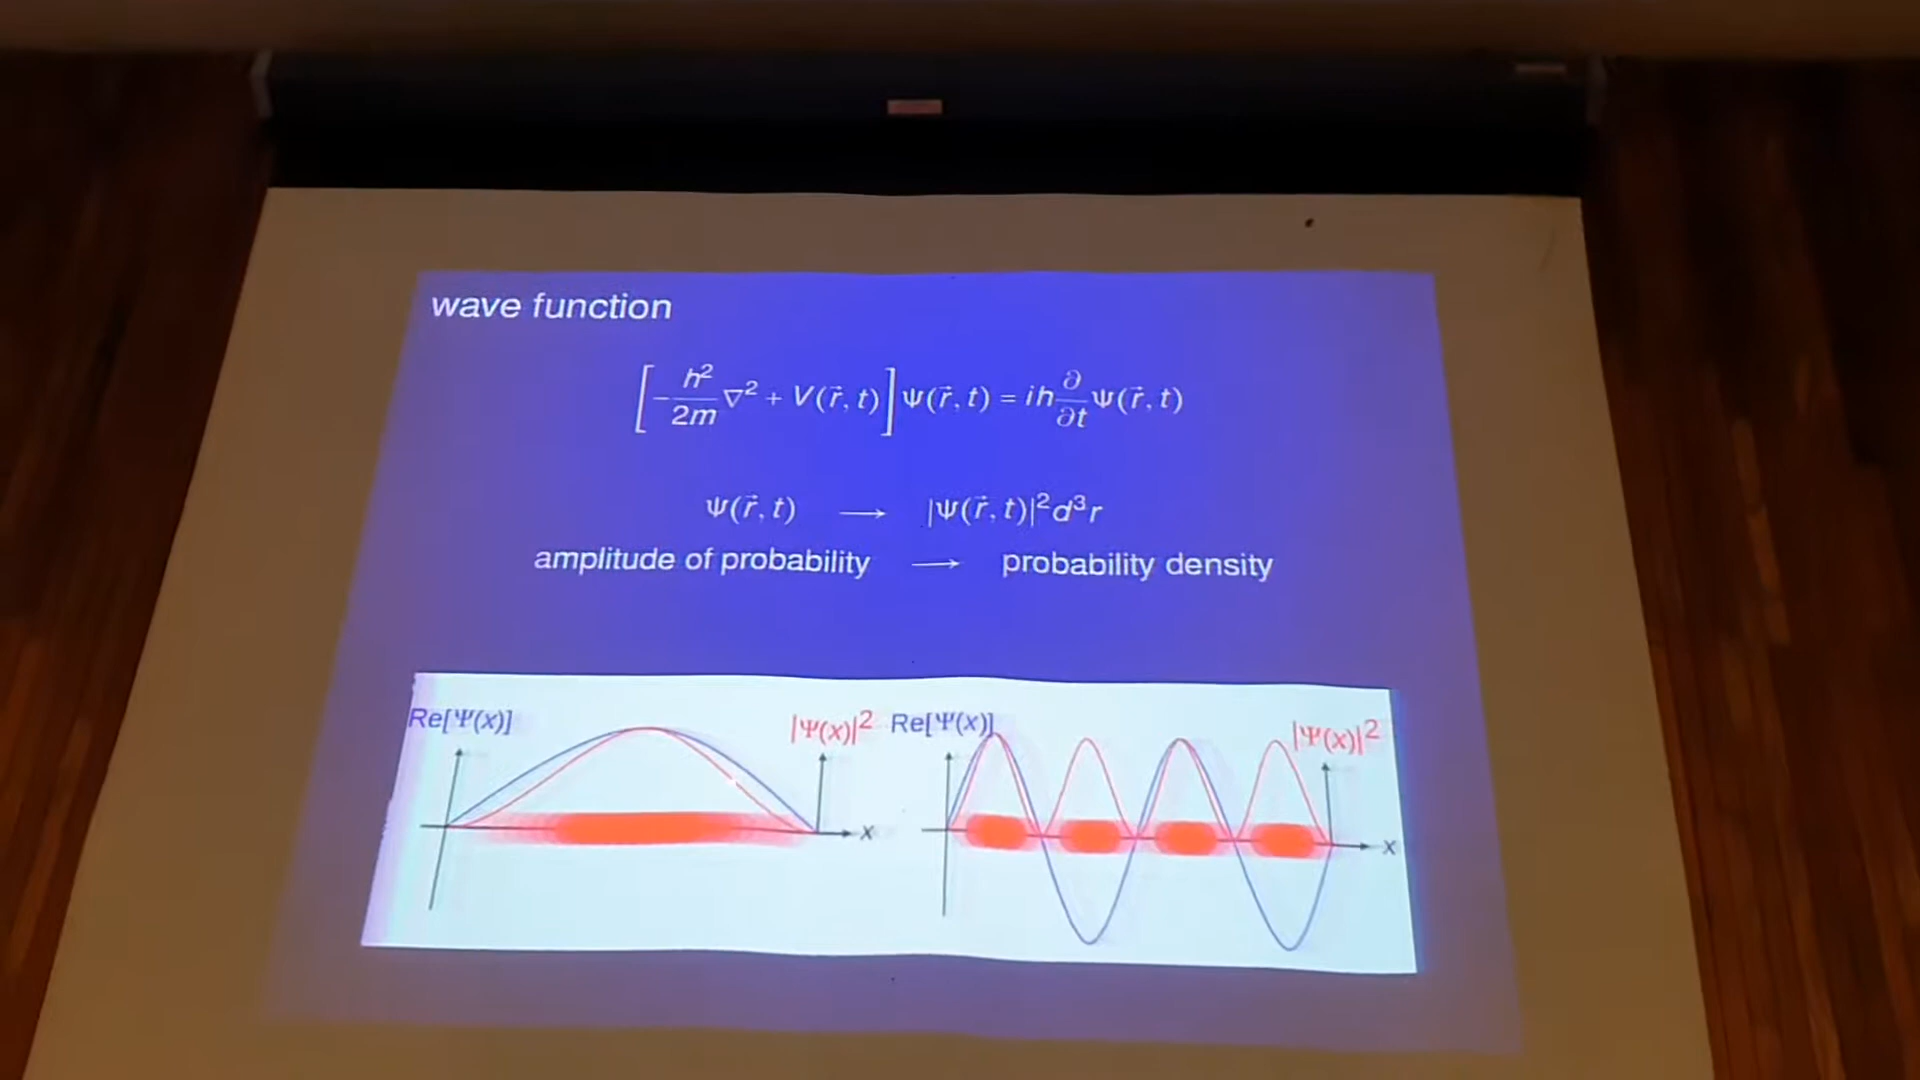 wave function
[-ℏ²/2m ∇² + V(r⃗, t)] Ψ(r⃗, t) = iℏ ∂/∂t Ψ(r⃗, t)
Ψ(r⃗, t) → |Ψ(r⃗, t)|²d³r
amplitude of probability → probability density
Re[Ψ(x)] |Ψ(x)|² Re[Ψ(x)] |Ψ(x)|²
x x